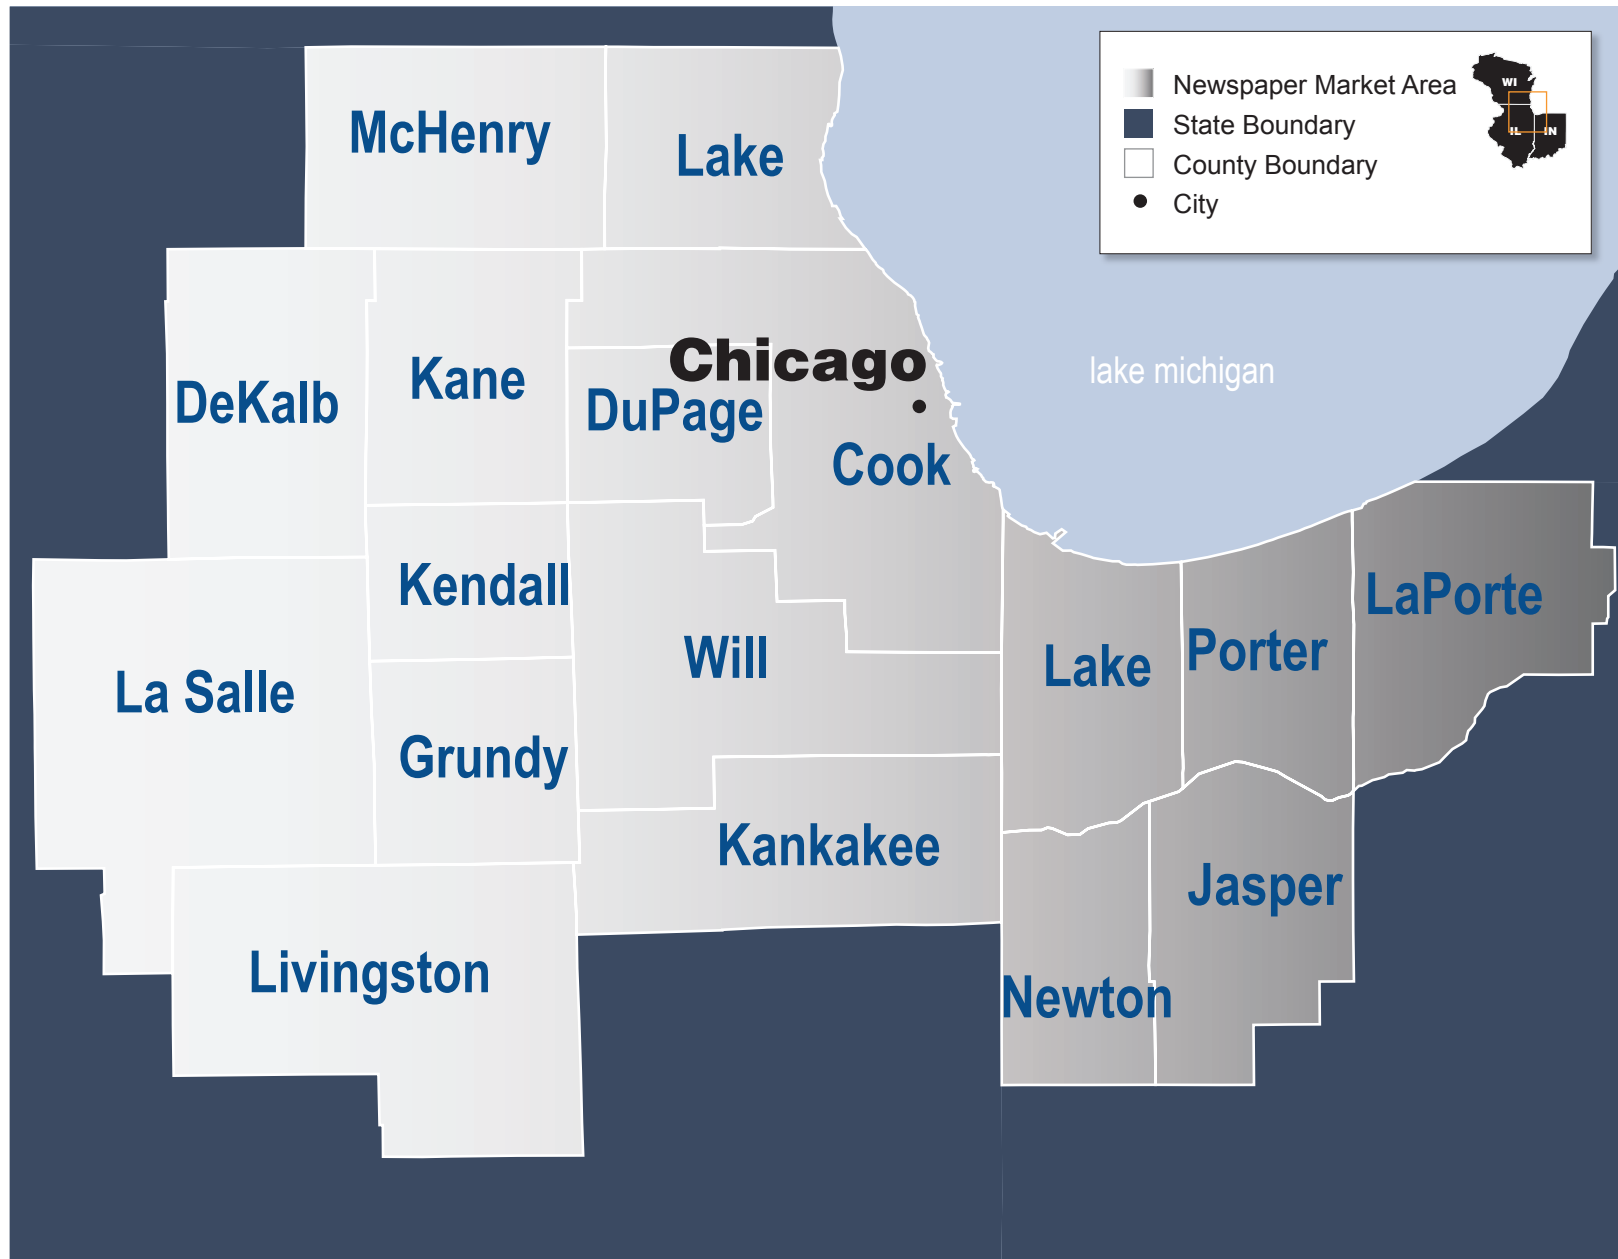 WI
Newspaper Market Area
State Boundary
IL IN
County Boundary
City
McHenry
Lake
Chicago
lake michigan
Kane
DeKalb
DuPage
Cook
Kendall
LaPorte
Will
Porter
Lake
La Salle
Grundy
Kankakee
Jasper
Livingston
Newton